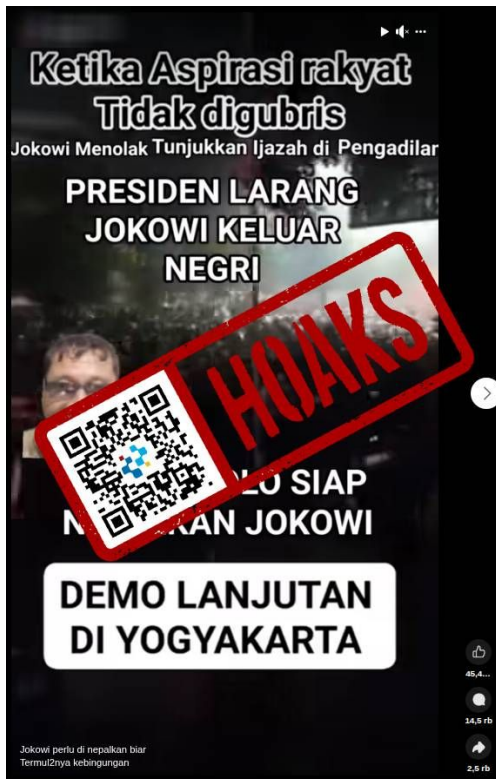 Ketika Aspirasi rakyat
Tidak digubris
Jokowi Menolak Tunjukkan Ijazah di Pengadilan
PRESIDEN LARANG
JOKOWI KELUAR
NEGRI
HOAKS
SIAP
JOKOWI
DEMO LANJUTAN
DI YOGYAKARTA
45,4...
14,5 rb
2,5 rb
Jokowi perlu di nepalkan biar
Termul2nya kebingungan